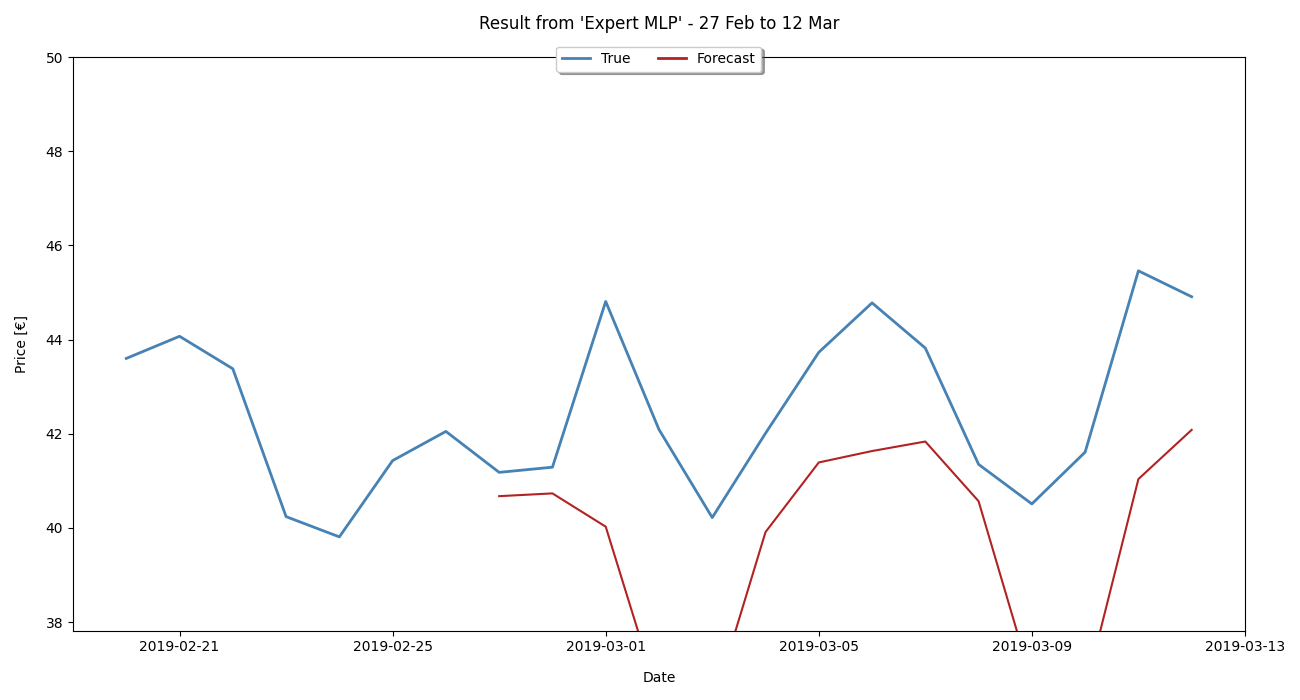 Result from 'Expert MLP' - 27 Feb to 12 Mar
True Forecast
50
48
46
44
42
40
38
Price [€]
2019-02-21 2019-02-25 2019-03-01 2019-03-05 2019-03-09 2019-03-13
Date